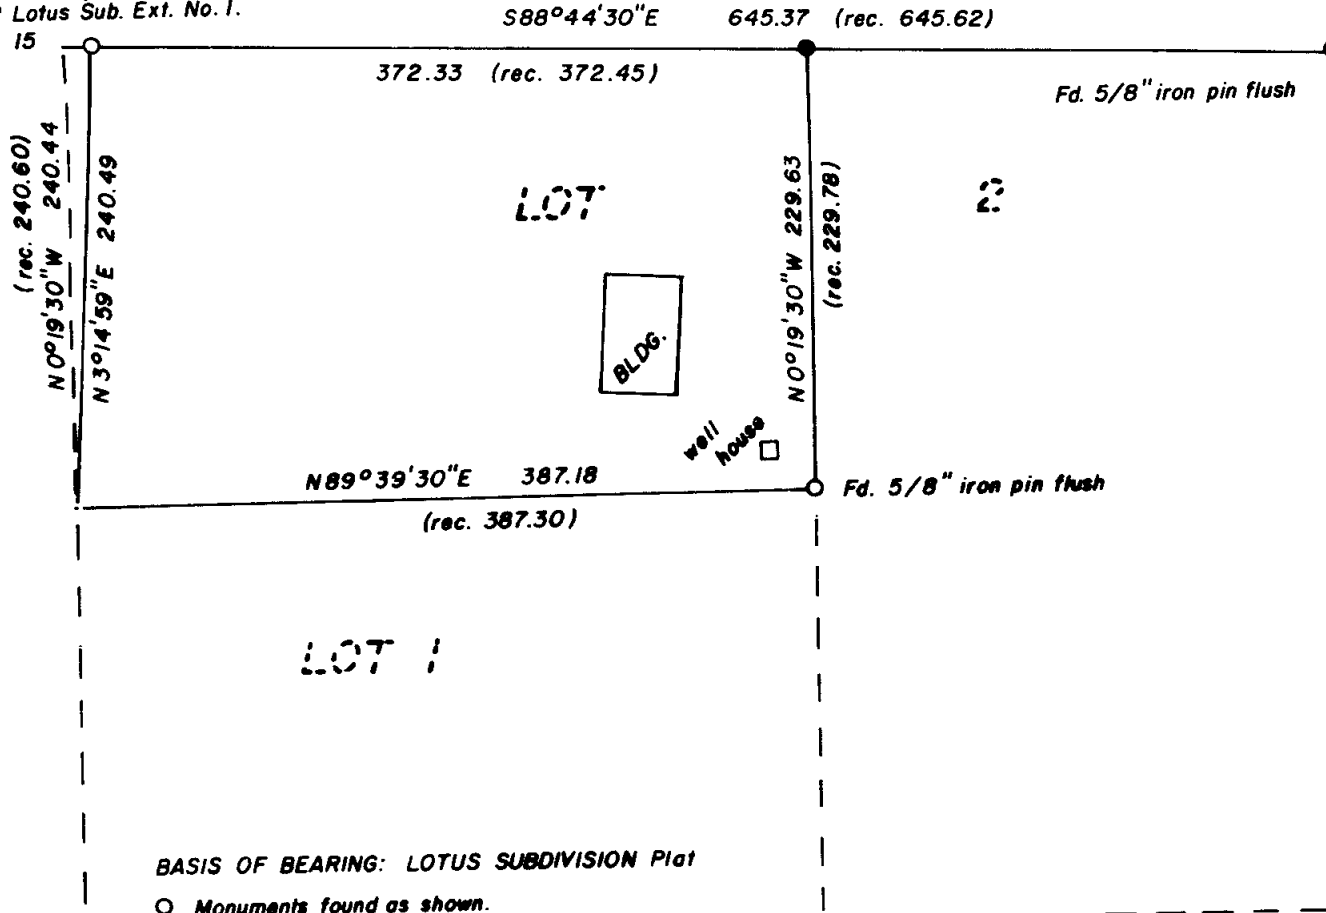 Lotus Sub. Ext. No. 1.
S88°44'30"E 645.37 (rec. 645.62)
15
372.33 (rec. 372.45)
Fd. 5/8" iron pin flush
(rec. 240.60)
N0°19'30"W 240.44
N3°14'59"E 240.49
LOT
2
N0°19'30"W 229.63
(rec. 229.78)
BLDG.
well
house
N89°39'30"E 387.18
(rec. 387.30)
Fd. 5/8" iron pin flush
LOT 1
BASIS OF BEARING: LOTUS SUBDIVISION Plat
O Monuments found as shown.